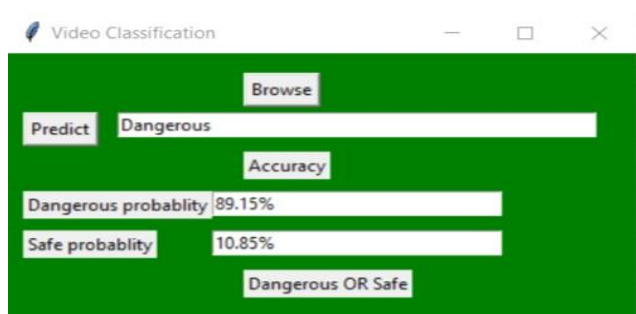 Video Classification
Browse
Predict Dangerous
Accuracy
Dangerous probablity 89.15%
Safe probablity 10.85%
Dangerous OR Safe